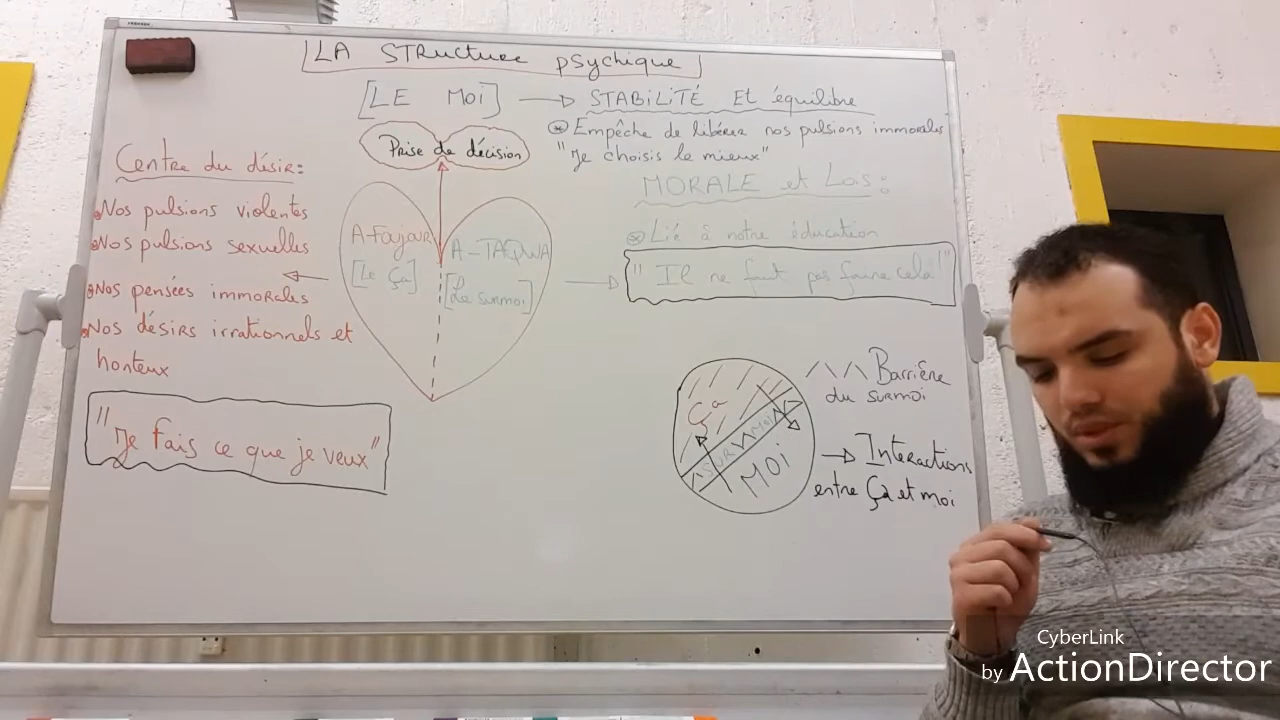 LA STRUCTURE PSYCHIQUE
[LE MOI] → STABILITÉ Et équilibre
⊛ Empêche de libérer nos pulsions immorales
"Je choisis le mieux"
Prise de décision
Centre du désir:
Nos pulsions violentes
Nos pulsions sexuelles
Nos pensées immorales
Nos désirs irrationnels et
honteux
"Je fais ce que je veux"
A-foujour
[Le ça]
A-TAQWA
[Le surmoi]
MORALE et Lois:
⊛ Lié à notre éducation
"Il ne faut pas faire cela!"
Ça
SURMOI
MOI
/\/\ Barrière
du surmoi
→ Interactions
entre Ça et moi
CyberLink
by ActionDirector